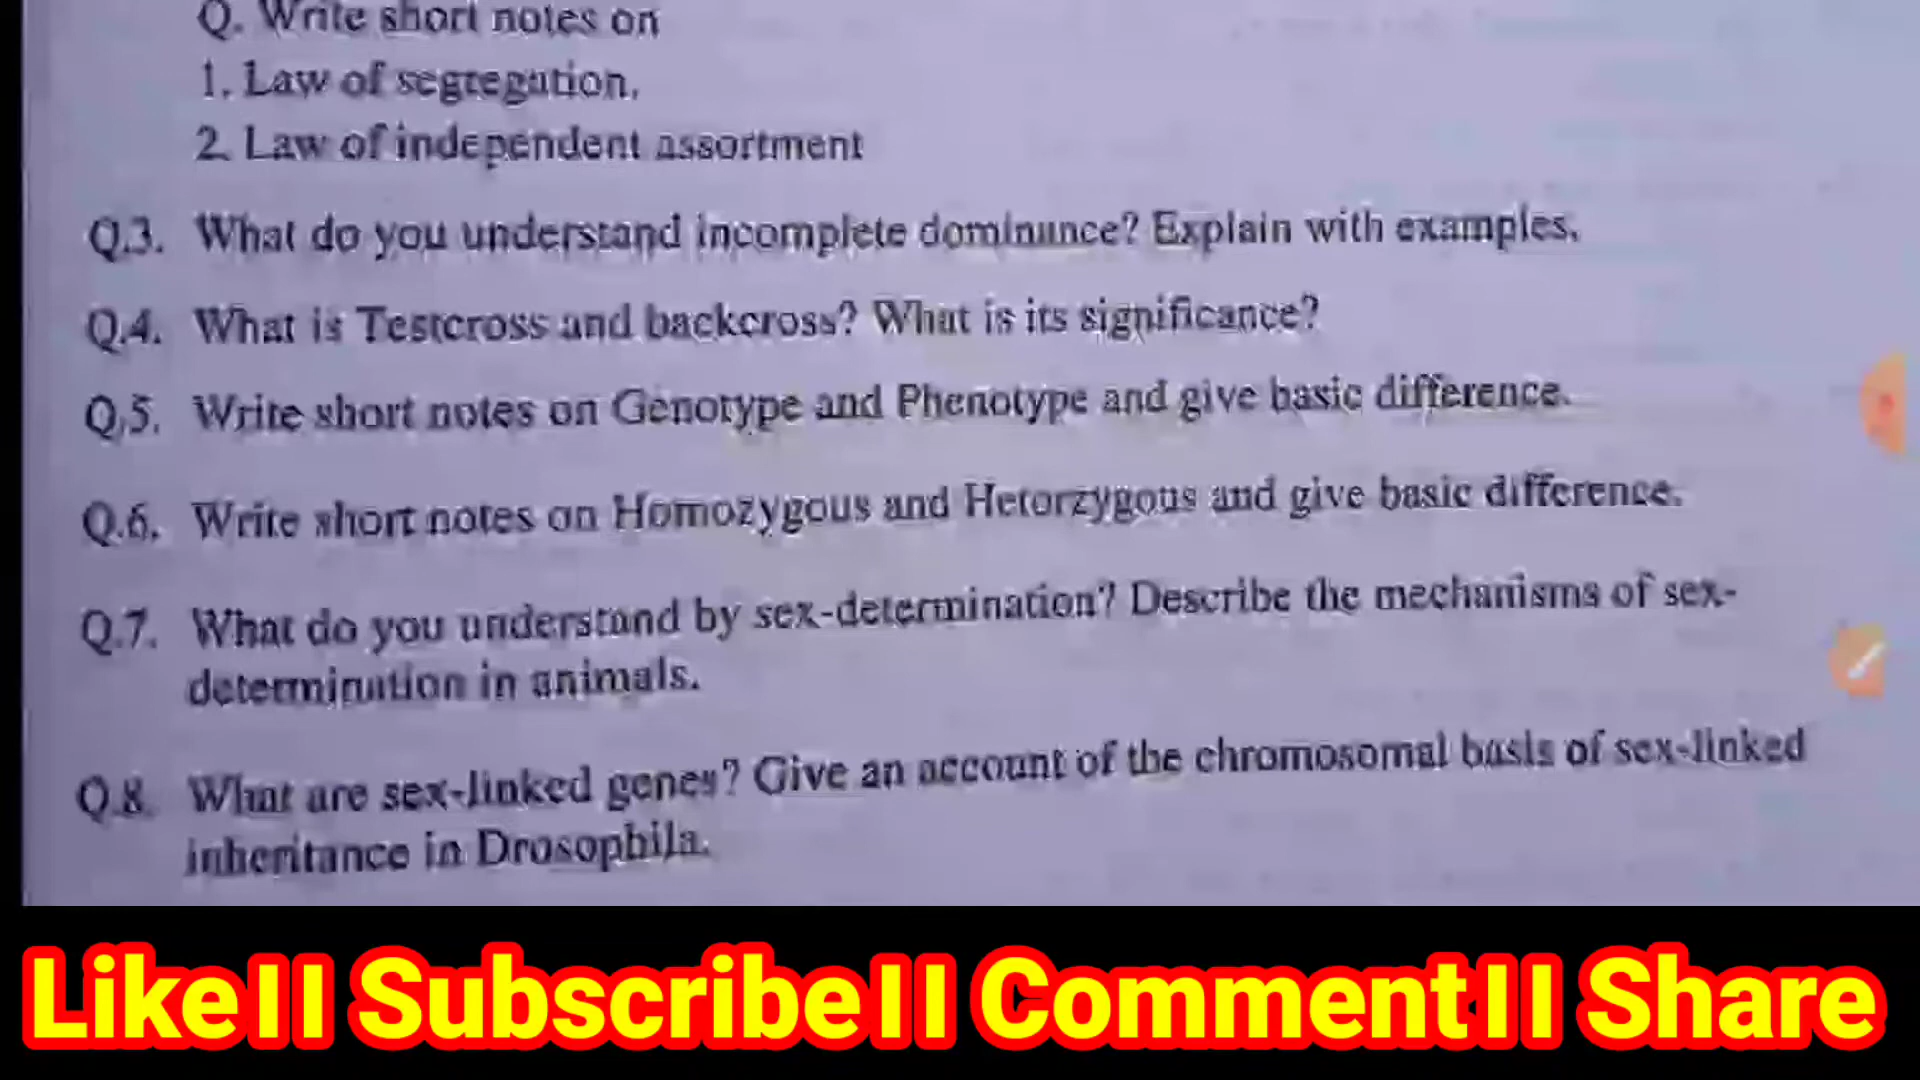 Q. Write short notes on
1. Law of segregation.
2. Law of independent assortment
Q.3. What do you understand incomplete dominance? Explain with examples.
Q.4. What is Testcross and backcross? What is its significance?
Q.5. Write short notes on Genotype and Phenotype and give basic difference.
Q.6. Write short notes on Homozygous and Hetorzygous and give basic difference.
Q.7. What do you understand by sex-determination? Describe the mechanisms of sex-
determination in animals.
Q.8. What are sex-linked genes? Give an account of the chromosomal basis of sex-linked
inheritance in Drosophila.
Like।। Subscribe।। Comment।। Share